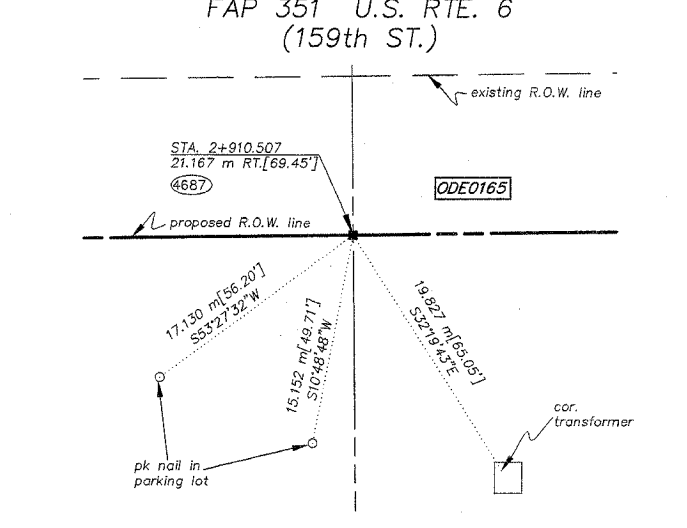 FAP 351 U.S. RTE. 6
(159th ST.)
existing R.O.W. line
STA. 2+910.507
21.167 m RT.[69.45']
4687
ODE0165
proposed R.O.W. line
17.130 m[56.20']
S53°27'32"W
15.152 m[49.71']
S10°48'48"W
19.827 m[65.05']
S32°19'43"E
cor.
transformer
pk nail in
parking lot